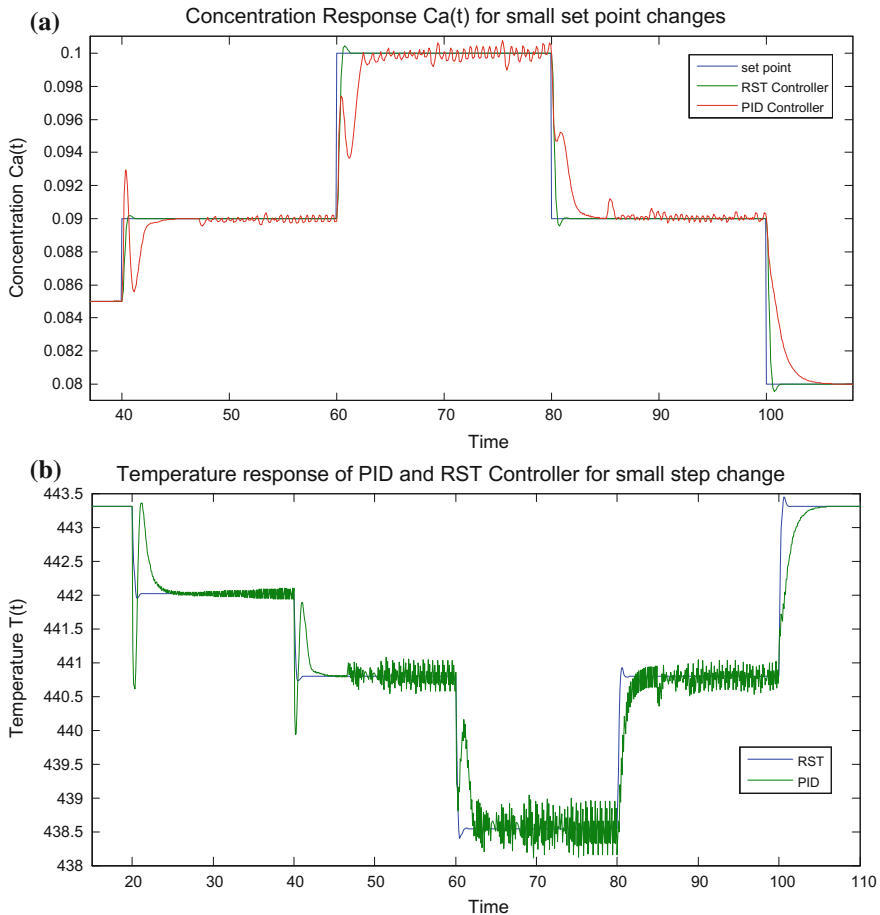 (a)
Concentration Response Ca(t) for small set point changes
0.1
0.098
0.096
0.094
0.092
0.09
0.088
0.086
0.084
0.082
0.08
Concentration Ca(t)
set point
RST Controller
PID Controller
40 50 60 70 80 90 100
Time
(b)
Temperature response of PID and RST Controller for small step change
443.5
443
442.5
442
441.5
441
440.5
440
439.5
439
438.5
438
Temperature T(t)
RST
PID
20 30 40 50 60 70 80 90 100 110
Time